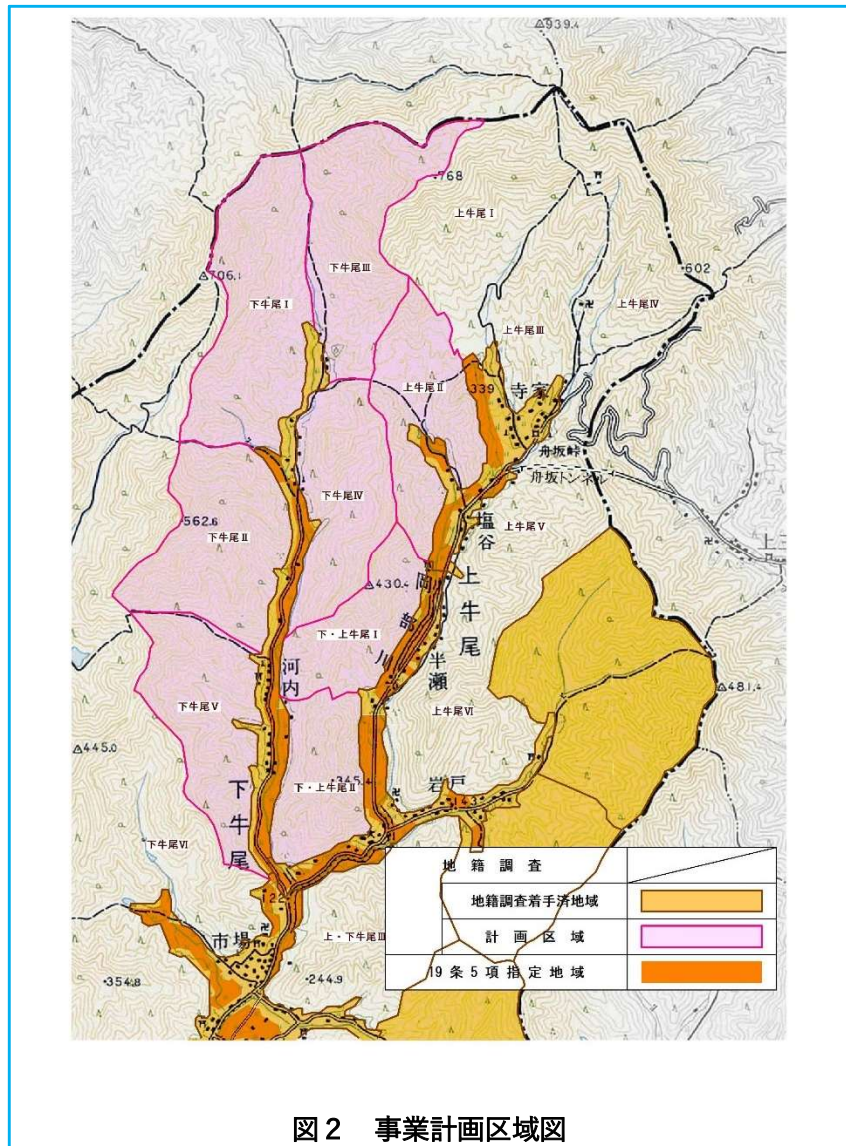 △939.4
・768
上牛尾Ⅰ
下牛尾Ⅲ
△706.1
下牛尾Ⅰ
・602
上牛尾Ⅳ
上牛尾Ⅲ
上牛尾Ⅱ
・339
寺家
舟坂峠
舟坂トンネル
下牛尾Ⅳ
・562.6
下牛尾Ⅱ
塩谷
上牛尾Ⅴ
上牛尾
△430.4
岡部川
下・上牛尾Ⅰ
半瀬
河内
上牛尾Ⅵ
下牛尾Ⅴ
△481.4
△445.0
・345.4
岩戸
143
下・上牛尾Ⅱ
下牛尾
下牛尾Ⅵ
122
市場
上・下牛尾Ⅲ
・354.8
・244.9
地籍調査
地籍調査着手済地域
計画区域
19条5項指定地域
図2 事業計画区域図